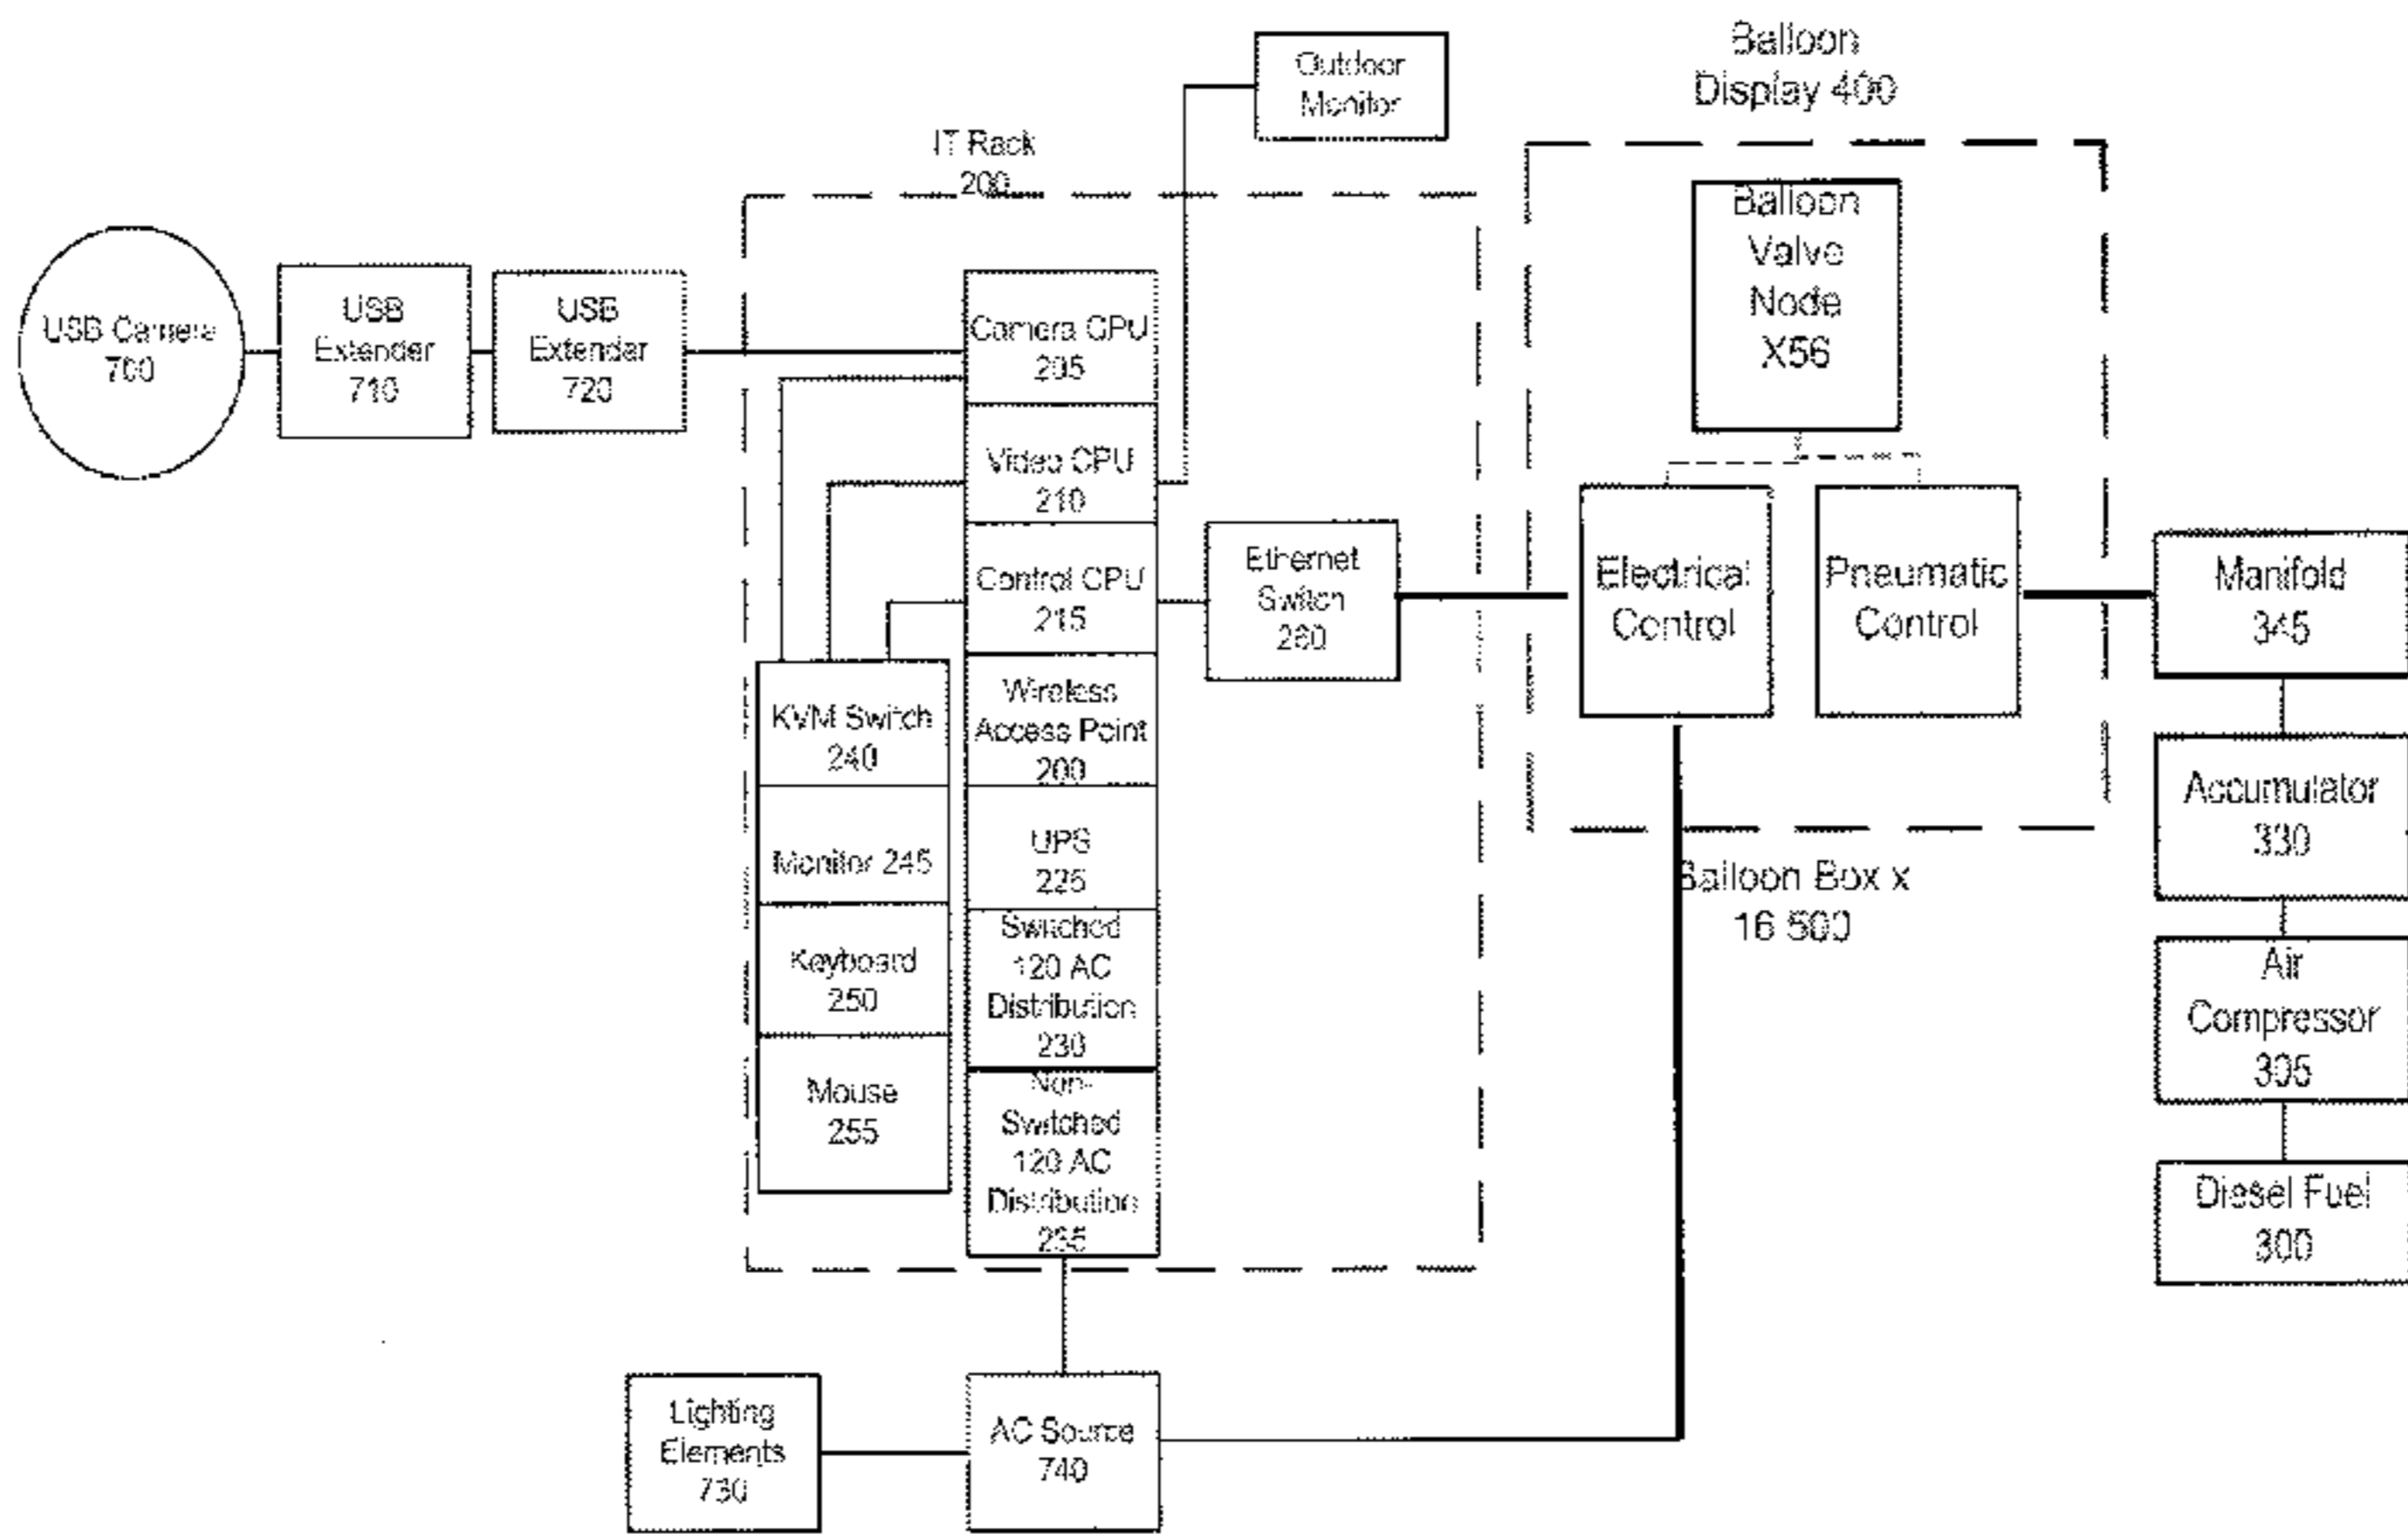 Balloon
Display 400
Outdoor
Monitor
IT Rack
200
USB Camera
700
USB
Extender
710
USB
Extender
720
Camera CPU
205
Video CPU
210
Control CPU
215
Wireless
Access Point
200
UPS
225
Switched
120 AC
Distribution
230
Non-
Switched
120 AC
Distribution
235
KVM Switch
240
Monitor 245
Keyboard
250
Mouse
255
Ethernet
Switch
260
Balloon
Valve
Node
X56
Electrical
Control
Pneumatic
Control
Balloon Box x
16 500
Manifold
345
Accumulator
330
Air
Compressor
305
Diesel Fuel
300
Lighting
Elements
730
AC Source
740